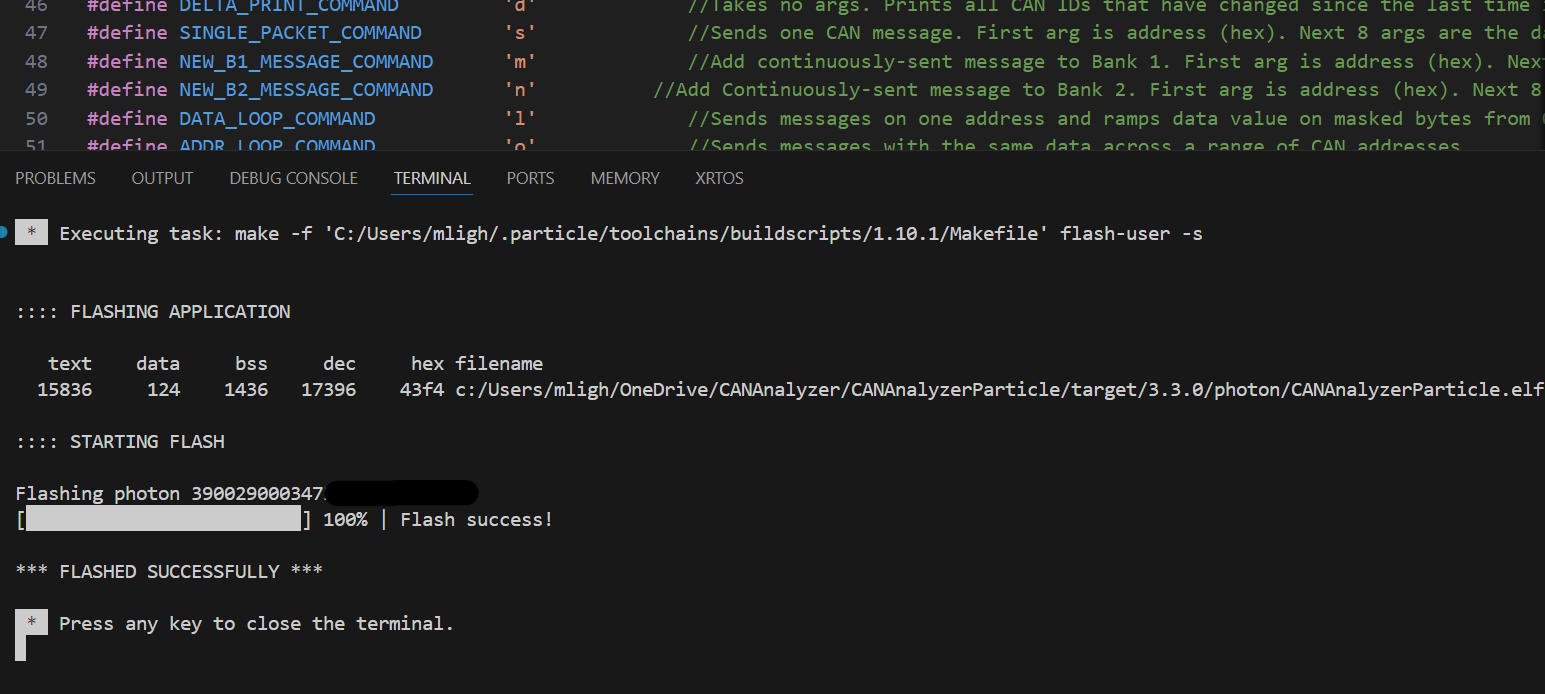 46 #define DELTA_PRINT_COMMAND 'd' //Takes no args. Prints all CAN IDs that have changed since the last time
47 #define SINGLE_PACKET_COMMAND 's' //Sends one CAN message. First arg is address (hex). Next 8 args are the
48 #define NEW_B1_MESSAGE_COMMAND 'm' //Add continuously-sent message to Bank 1. First arg is address (hex).
49 #define NEW_B2_MESSAGE_COMMAND 'n' //Add Continuously-sent message to Bank 2. First arg is address (hex). Next 8
50 #define DATA_LOOP_COMMAND 'l' //Sends messages on one address and ramps data value on masked bytes from
51 #define ADDR_LOOP_COMMAND 'o' //Sends messages with the same data across a range of CAN addresses
PROBLEMS OUTPUT DEBUG CONSOLE TERMINAL PORTS MEMORY XRTOS
* Executing task: make -f 'C:/Users/mligh/.particle/toolchains/buildscripts/1.10.1/Makefile' flash-user -s
:::: FLASHING APPLICATION
text data bss dec hex filename
15836 124 1436 17396 43f4 c:/Users/mligh/OneDrive/CANAnalyzer/CANAnalyzerParticle/target/3.3.0/photon/CANAnalyzerParticle.elf
:::: STARTING FLASH
Flashing photon 390029000347
[ ] 100% | Flash success!
*** FLASHED SUCCESSFULLY ***
* Press any key to close the terminal.